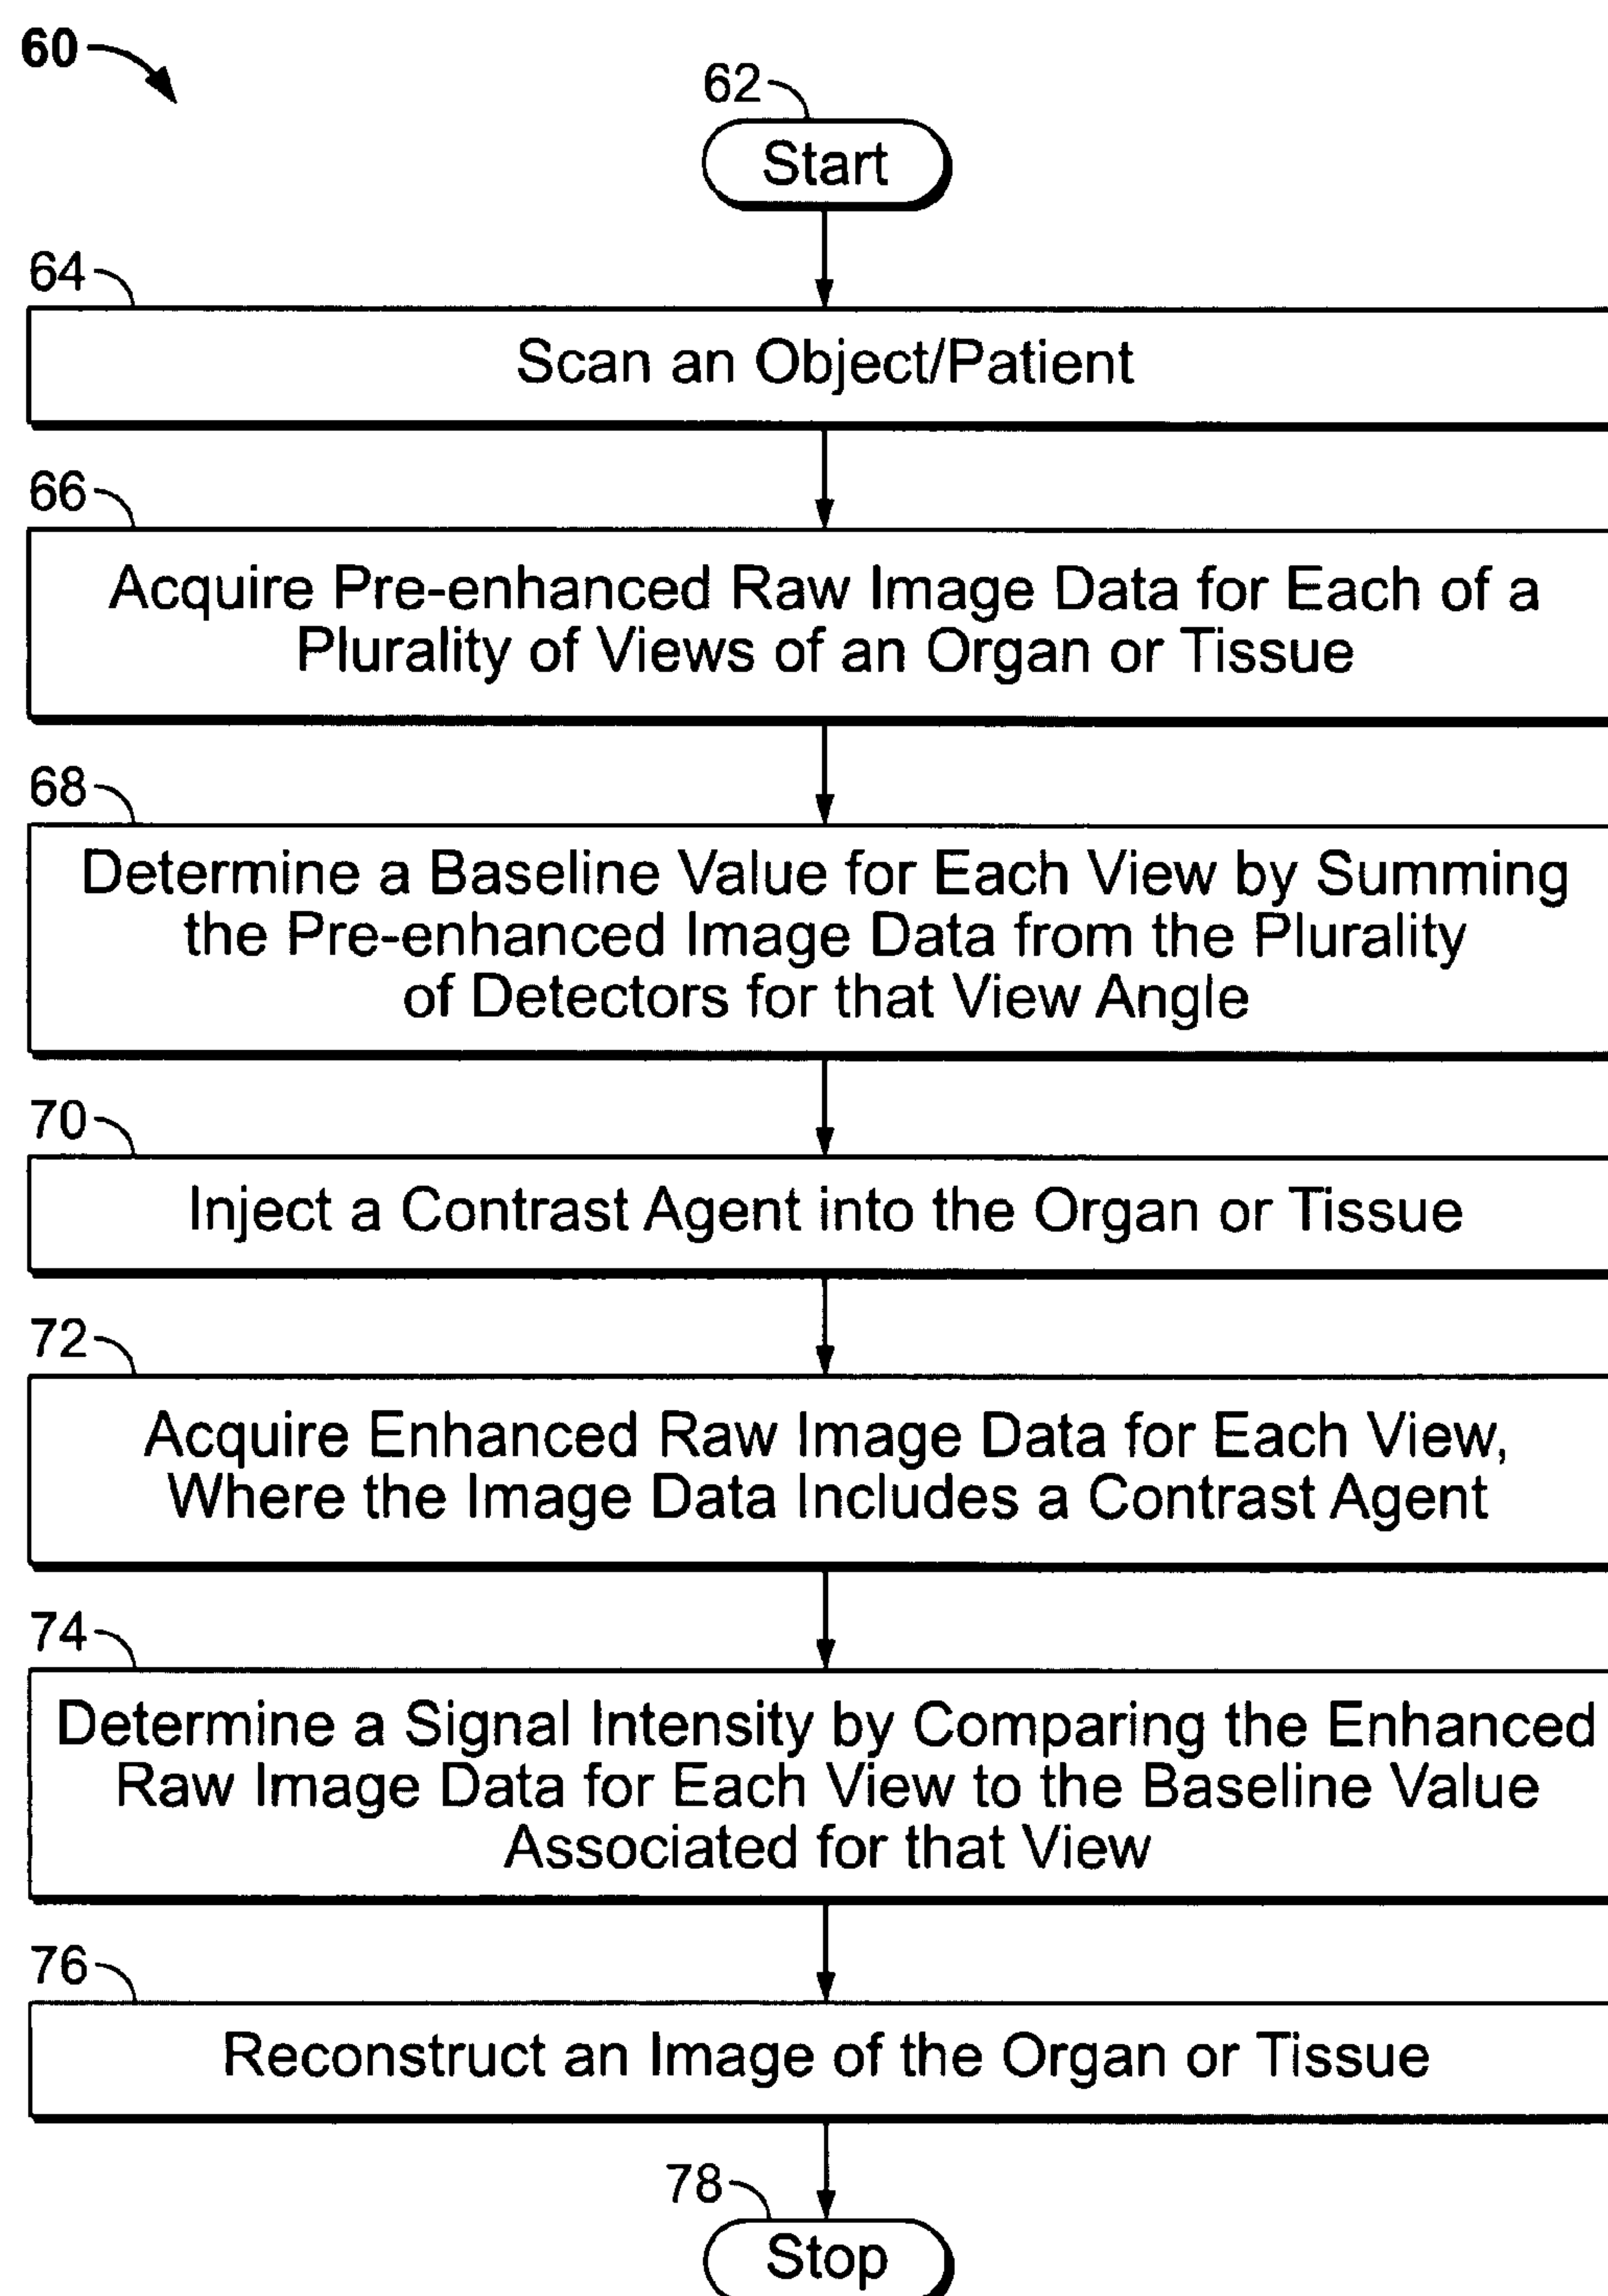 60
62
Start
64
Scan an Object/Patient
66
Acquire Pre-enhanced Raw Image Data for Each of a
Plurality of Views of an Organ or Tissue
68
Determine a Baseline Value for Each View by Summing
the Pre-enhanced Image Data from the Plurality
of Detectors for that View Angle
70
Inject a Contrast Agent into the Organ or Tissue
72
Acquire Enhanced Raw Image Data for Each View,
Where the Image Data Includes a Contrast Agent
74
Determine a Signal Intensity by Comparing the Enhanced
Raw Image Data for Each View to the Baseline Value
Associated for that View
76
Reconstruct an Image of the Organ or Tissue
78
Stop